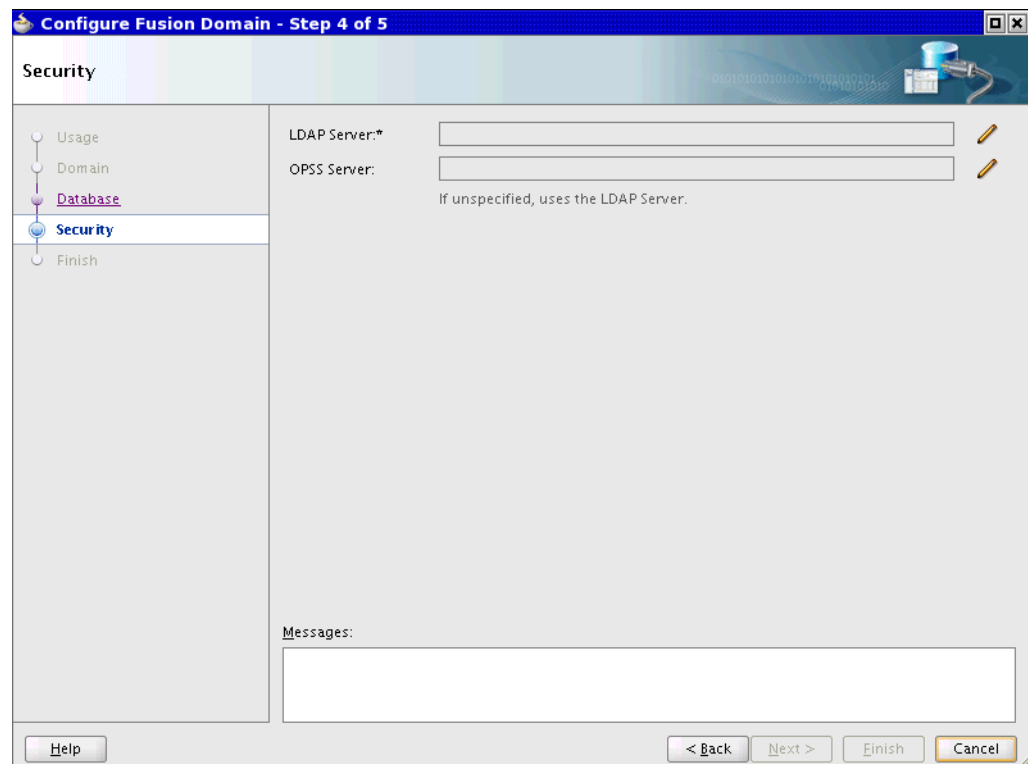 Configure Fusion Domain - Step 4 of 5
Security
Usage
Domain
Database
Security
Finish
LDAP Server:*
OPSS Server:
If unspecified, uses the LDAP Server.
Messages:
Help
< Back
Next >
Finish
Cancel